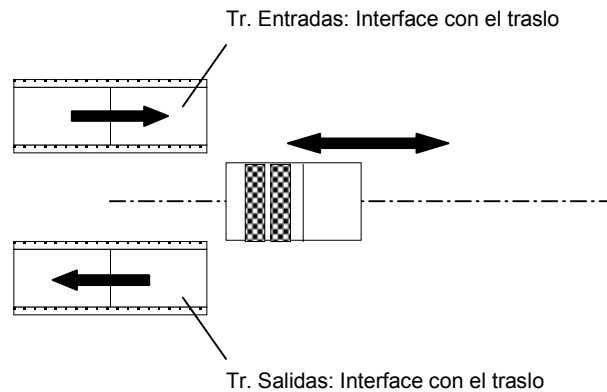 Tr. Entradas: Interface con el traslo
Tr. Salidas: Interface con el traslo